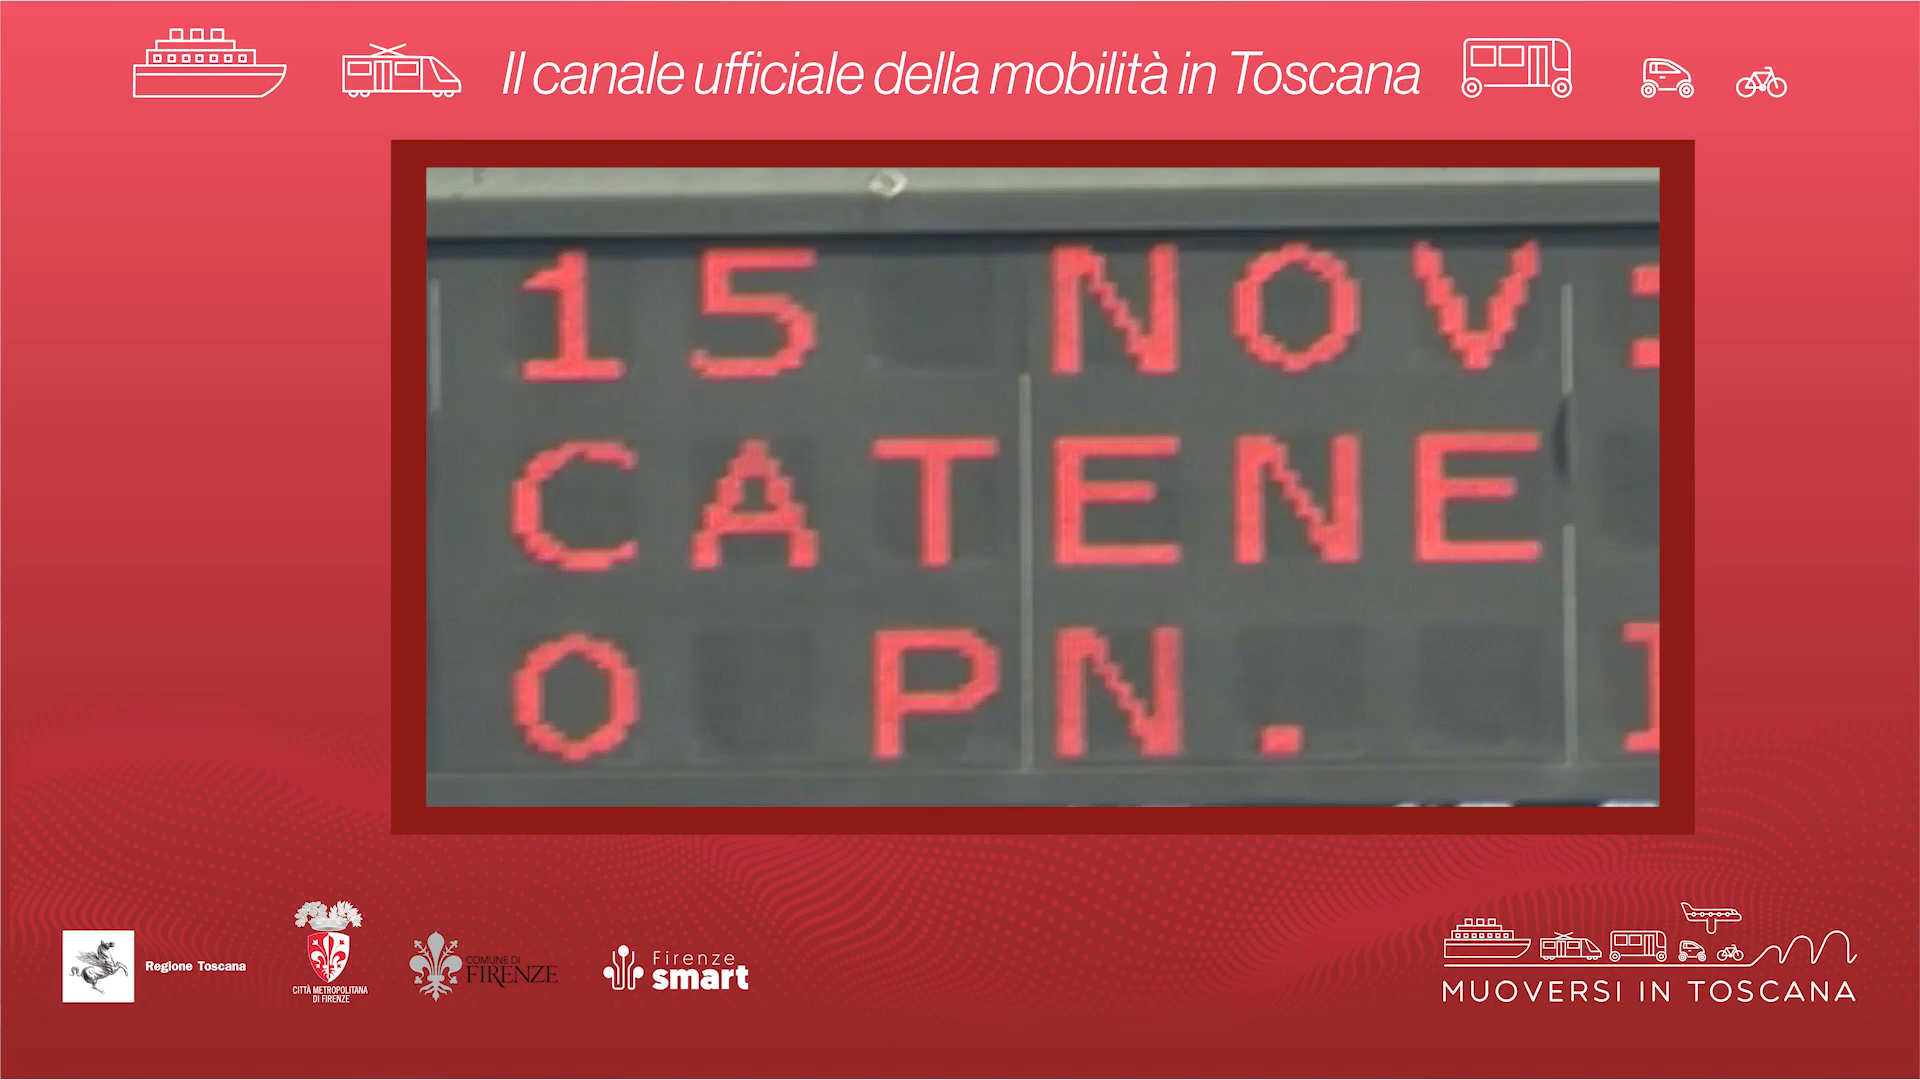 Il canale ufficiale della mobilità in Toscana
15 NOV
CATENE
O PN.
Regione Toscana
CITTÀ METROPOLITANA
DI FIRENZE
COMUNE DI
FIRENZE
Firenze
smart
MUOVERSI IN TOSCANA